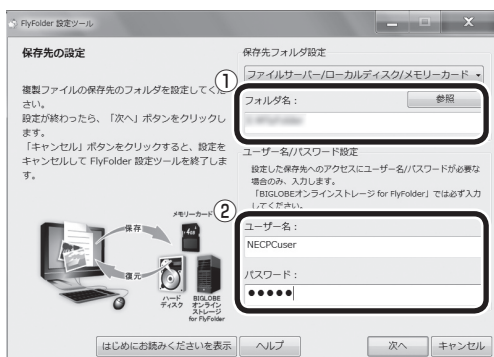 FlyFolder 設定ツール
保存先の設定
複製ファイルの保存先のフォルダを設定してくだ
さい。
設定が終わったら、「次へ」ボタンをクリックし
ます。
「キャンセル」ボタンをクリックすると、設定を
キャンセルして FlyFolder 設定ツールを終了しま
す。
メモリーカード
保存
4GB
復元
ハード
ディスク
BIGLOBE
オンライン
ストレージ
for FlyFolder
保存先フォルダ設定
ファイルサーバー/ローカルディスク/メモリーカード
①
フォルダ名：
参照
ユーザー名/パスワード設定
設定した保存先へのアクセスにユーザー名/パスワードが必要な
場合のみ、入力します。
「BIGLOBEオンラインストレージ for FlyFolder」では必ず入力
してください。
②
ユーザー名：
NECPCuser
パスワード：
●●●●●
はじめにお読みくださいを表示
ヘルプ
次へ
キャンセル